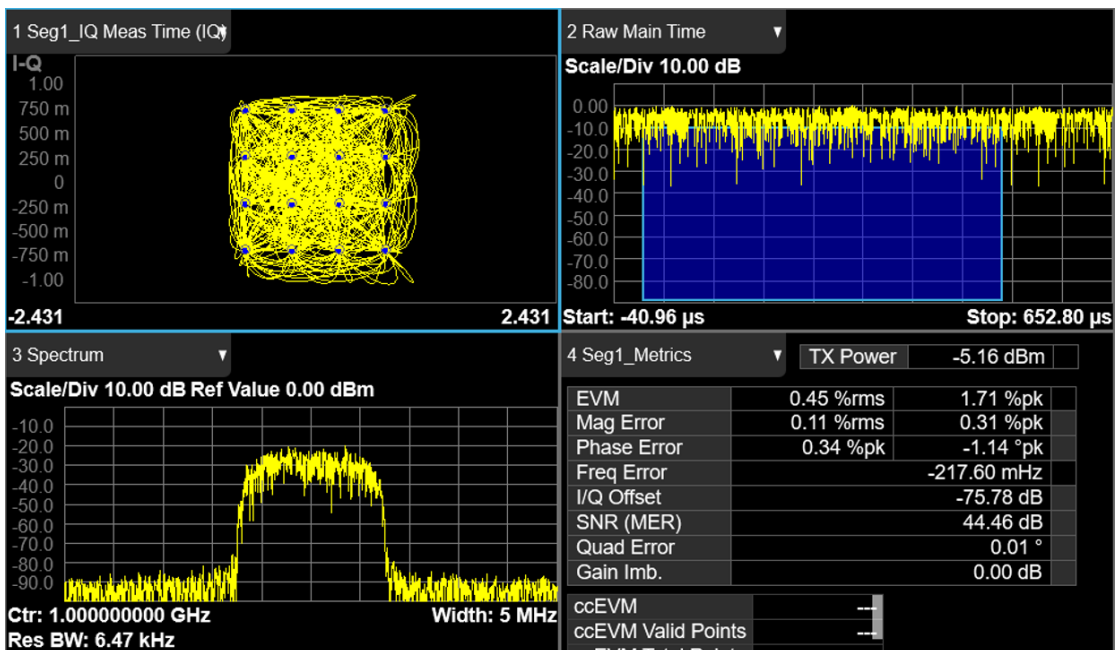 1 Seg1_IQ Meas Time (IQ)
I-Q
1.00
750 m
500 m
250 m
0
-250 m
-500 m
-750 m
-1.00
-2.431 2.431
2 Raw Main Time
Scale/Div 10.00 dB
0.00
-10.0
-20.0
-30.0
-40.0
-50.0
-60.0
-70.0
-80.0
Start: -40.96 µs Stop: 652.80 µs
3 Spectrum
Scale/Div 10.00 dB Ref Value 0.00 dBm
-10.0
-20.0
-30.0
-40.0
-50.0
-60.0
-70.0
-80.0
-90.0
Ctr: 1.000000000 GHz Width: 5 MHz
Res BW: 6.47 kHz
4 Seg1_Metrics TX Power -5.16 dBm
EVM 0.45 %rms 1.71 %pk
Mag Error 0.11 %rms 0.31 %pk
Phase Error 0.34 %pk -1.14 °pk
Freq Error -217.60 mHz
I/Q Offset -75.78 dB
SNR (MER) 44.46 dB
Quad Error 0.01 °
Gain Imb. 0.00 dB
ccEVM ---
ccEVM Valid Points ---